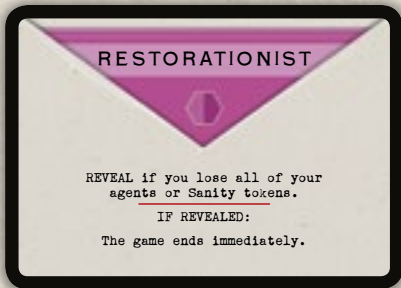 RESTORATIONIST
REVEAL if you lose all of your
agents or Sanity tokens.
IF REVEALED:
The game ends immediately.